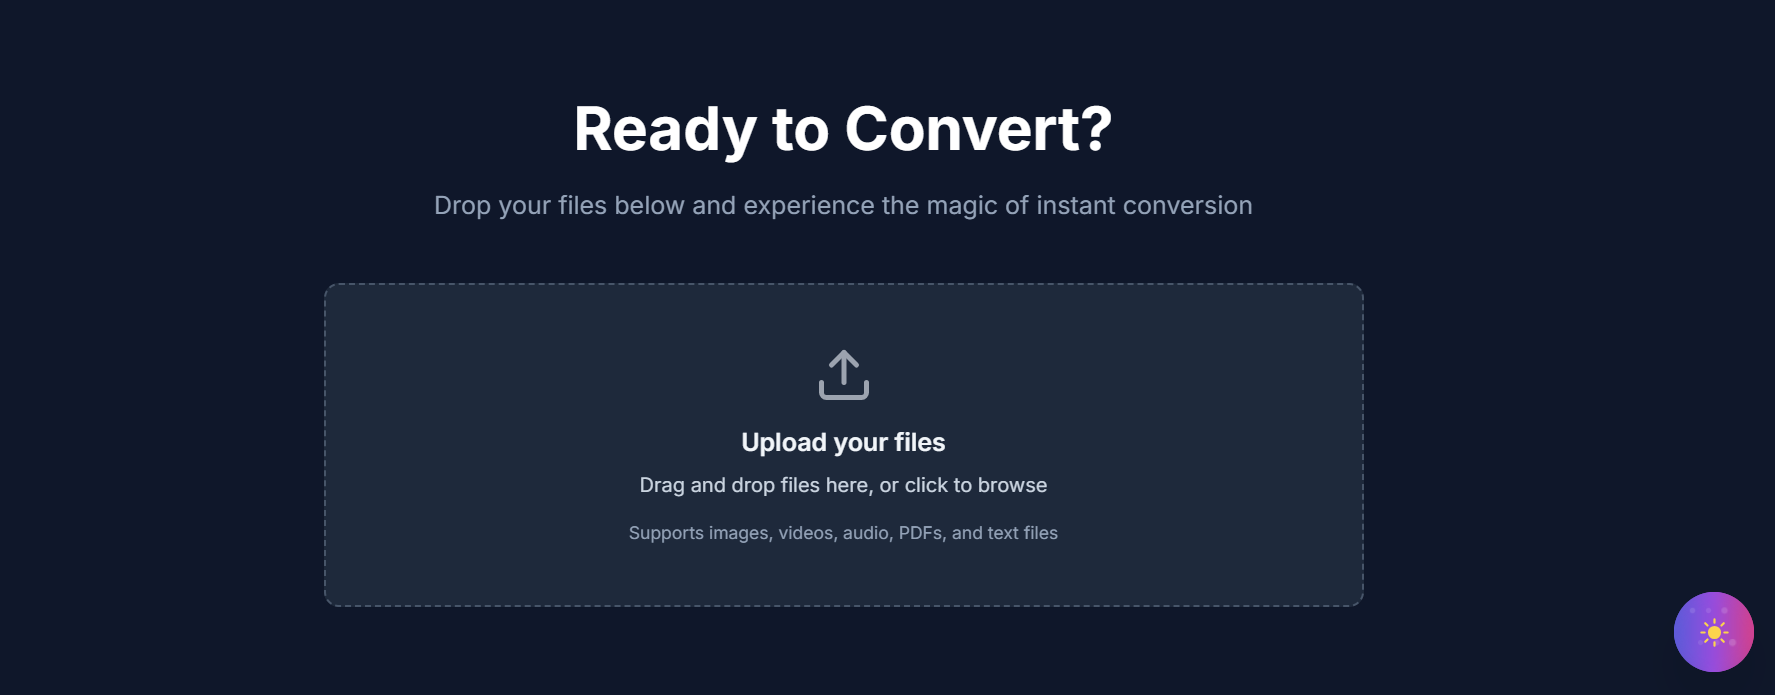 Ready to Convert?
Drop your files below and experience the magic of instant conversion
Upload your files
Drag and drop files here, or click to browse
Supports images, videos, audio, PDFs, and text files